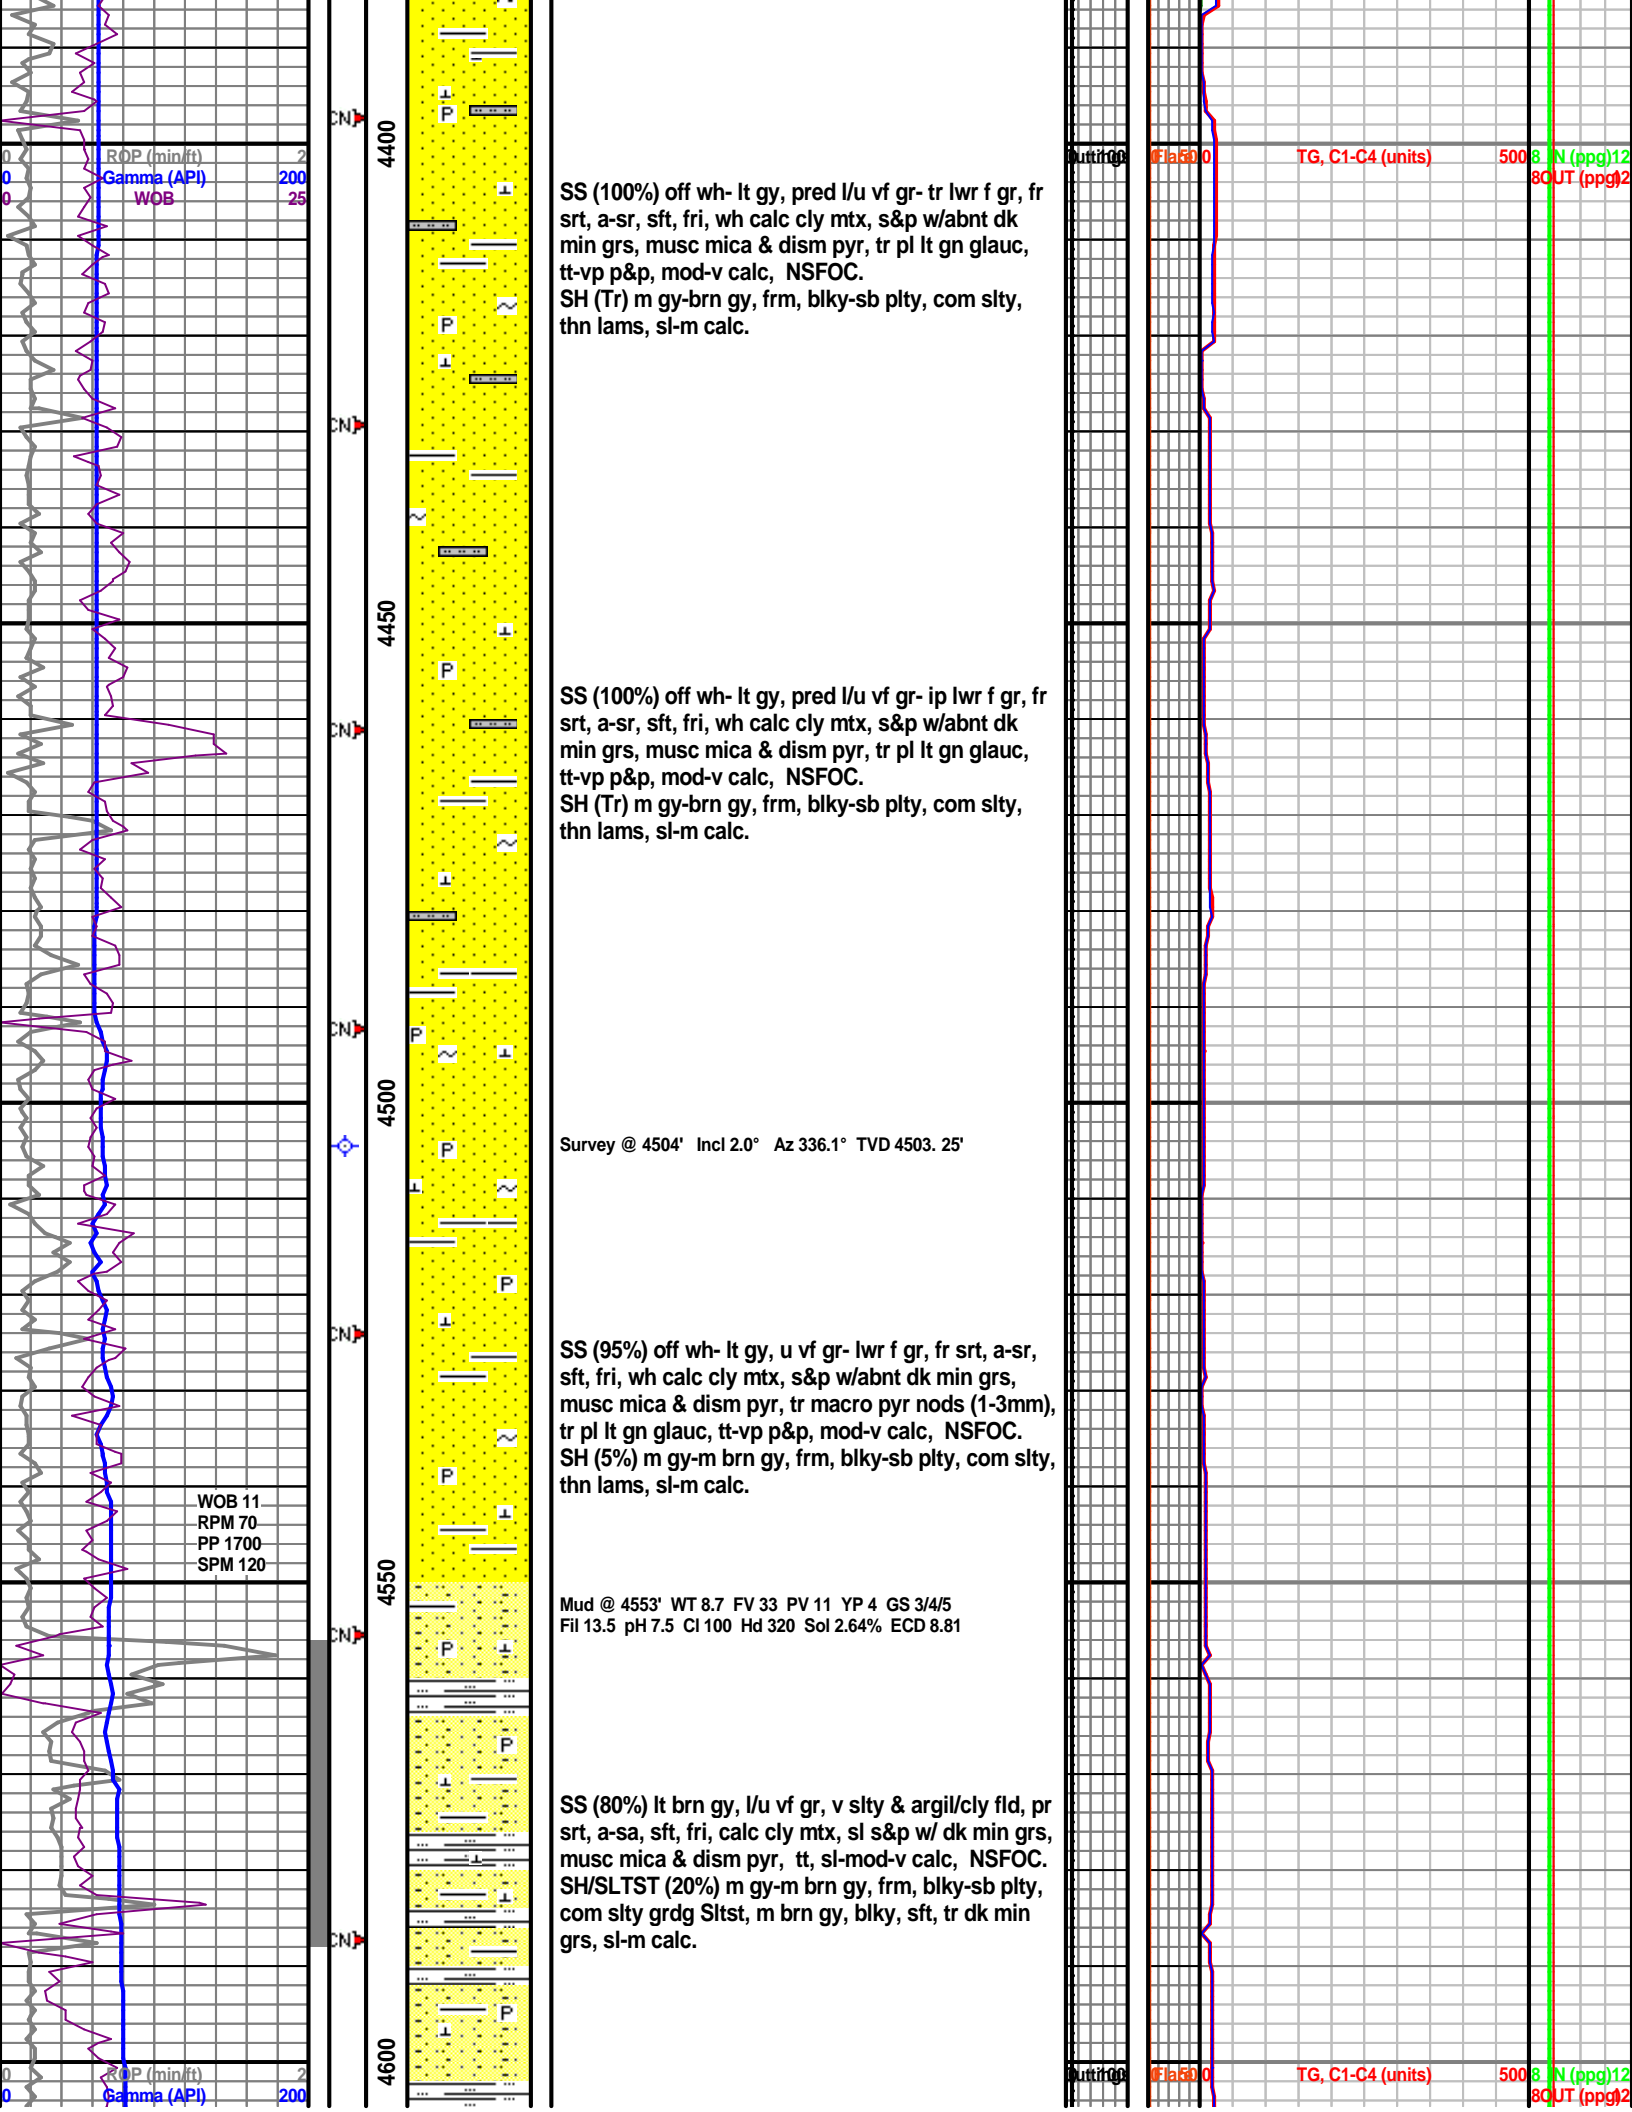 CN]
4400
0 ROP (min/ft) 2
0 Gamma (API) 200
0 WOB 25
TG, C1-C4 (units) 500
8 IN (ppg) 12
8 OUT (ppg) 12
SS (100%) off wh- lt gy, pred l/u vf gr- tr lwr f gr, fr
srt, a-sr, sft, fri, wh calc cly mtx, s&p w/abnt dk
min grs, musc mica & dism pyr, tr pl lt gn glauc,
tt-vp p&p, mod-v calc, NSFOC.
SH (Tr) m gy-brn gy, frm, blky-sb plty, com slty,
thn lams, sl-m calc.
CN]
4450
SS (100%) off wh- lt gy, pred l/u vf gr- ip lwr f gr, fr
srt, a-sr, sft, fri, wh calc cly mtx, s&p w/abnt dk
min grs, musc mica & dism pyr, tr pl lt gn glauc,
tt-vp p&p, mod-v calc, NSFOC.
SH (Tr) m gy-brn gy, frm, blky-sb plty, com slty,
thn lams, sl-m calc.
CN]
CN]
4500
Survey @ 4504' Incl 2.0° Az 336.1° TVD 4503. 25'
CN]
SS (95%) off wh- lt gy, u vf gr- lwr f gr, fr srt, a-sr,
sft, fri, wh calc cly mtx, s&p w/abnt dk min grs,
musc mica & dism pyr, tr macro pyr nods (1-3mm),
tr pl lt gn glauc, tt-vp p&p, mod-v calc, NSFOC.
SH (5%) m gy-m brn gy, frm, blky-sb plty, com slty,
thn lams, sl-m calc.
WOB 11
RPM 70
PP 1700
SPM 120
4550
Mud @ 4553' WT 8.7 FV 33 PV 11 YP 4 GS 3/4/5
Fil 13.5 pH 7.5 Cl 100 Hd 320 Sol 2.64% ECD 8.81
CN]
SS (80%) lt brn gy, l/u vf gr, v slty & argil/cly fld, pr
srt, a-sa, sft, fri, calc cly mtx, sl s&p w/ dk min grs,
musc mica & dism pyr, tt, sl-mod-v calc, NSFOC.
SH/SLTST (20%) m gy-m brn gy, frm, blky-sb plty,
com slty grdg Sltst, m brn gy, blky, sft, tr dk min
grs, sl-m calc.
CN]
4600
0 ROP (min/ft) 2
0 Gamma (API) 200
TG, C1-C4 (units) 500
8 IN (ppg) 12
8 OUT (ppg) 12